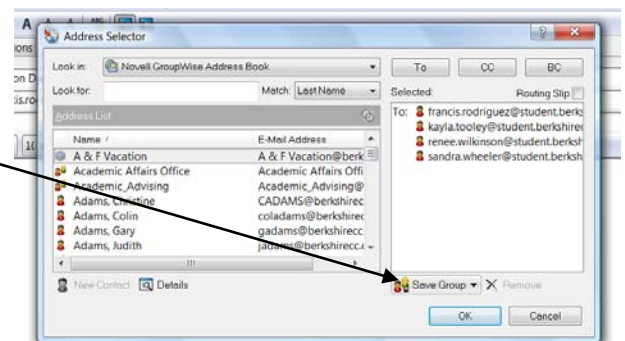 Address Selector
Look in: Novell GroupWise Address Book
Look for: Match: Last Name
Address List
Name / E-Mail Address
A & F Vacation A & F Vacation@berk
Academic Affairs Office Academic Affairs Offi
Academic_Advising Academic_Advising@
Adams, Christine CADAMS@berkshirec
Adams, Colin coladams@berkshirec
Adams, Gary gadams@berkshirecc
Adams, Judith jadams@berkshirecc.
New Contact Details
To CC BC
Selected: Routing Slip
To: francis.rodriguez@student.berks
kayla.tooley@student.berkshire
renee.wilkinson@student.berksh
sandra.wheeler@student.berksh
Save Group Remove
OK Cancel